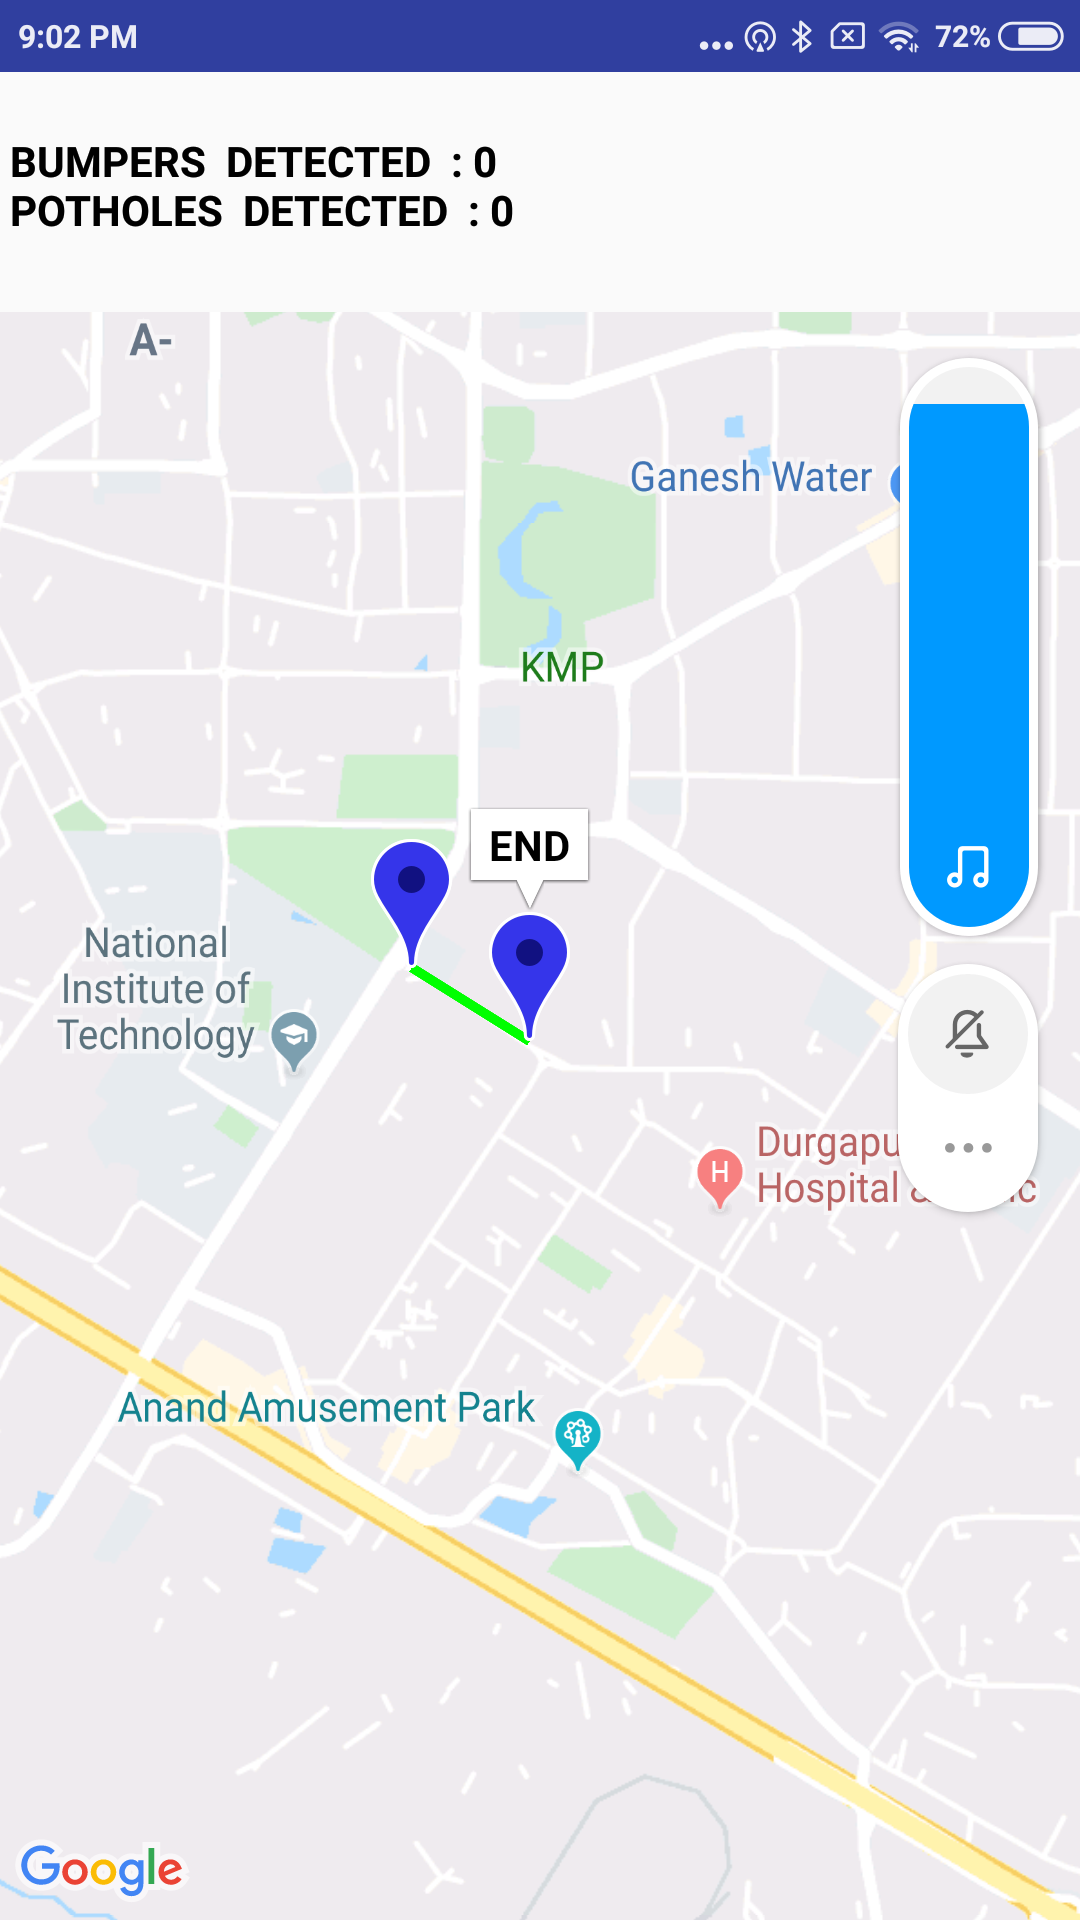 9:02 PM
72%
BUMPERS DETECTED : 0
POTHOLES DETECTED : 0
A-
Ganesh Water
KMP
END
National
Institute of
Technology
H
Durgapu
Hospital
Anand Amusement Park
Google